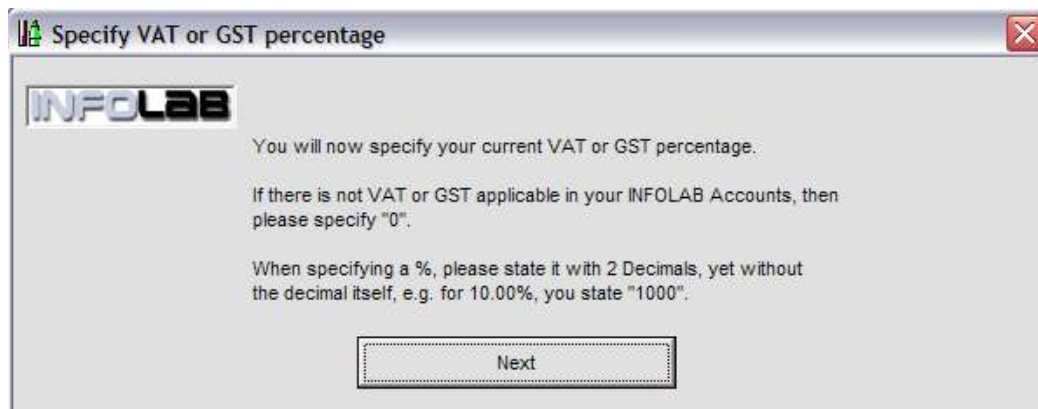 Specify VAT or GST percentage
INFOLAB
You will now specify your current VAT or GST percentage.
If there is not VAT or GST applicable in your INFOLAB Accounts, then
please specify "0".
When specifying a %, please state it with 2 Decimals, yet without
the decimal itself, e.g. for 10.00%, you state "1000".
Next